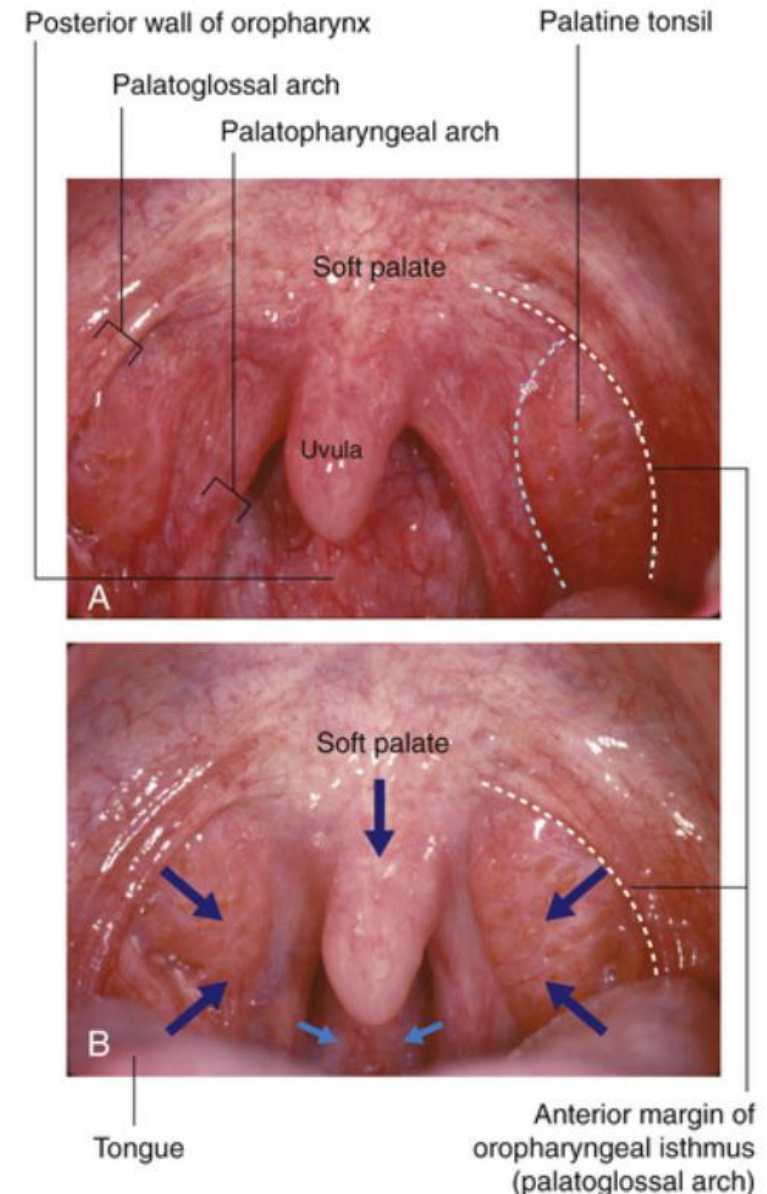 Posterior wall of oropharynx
Palatine tonsil
Palatoglossal arch
Palatopharyngeal arch
Soft palate
Uvula
A
Soft palate
B
Tongue
Anterior margin of
oropharyngeal isthmus
(palatoglossal arch)